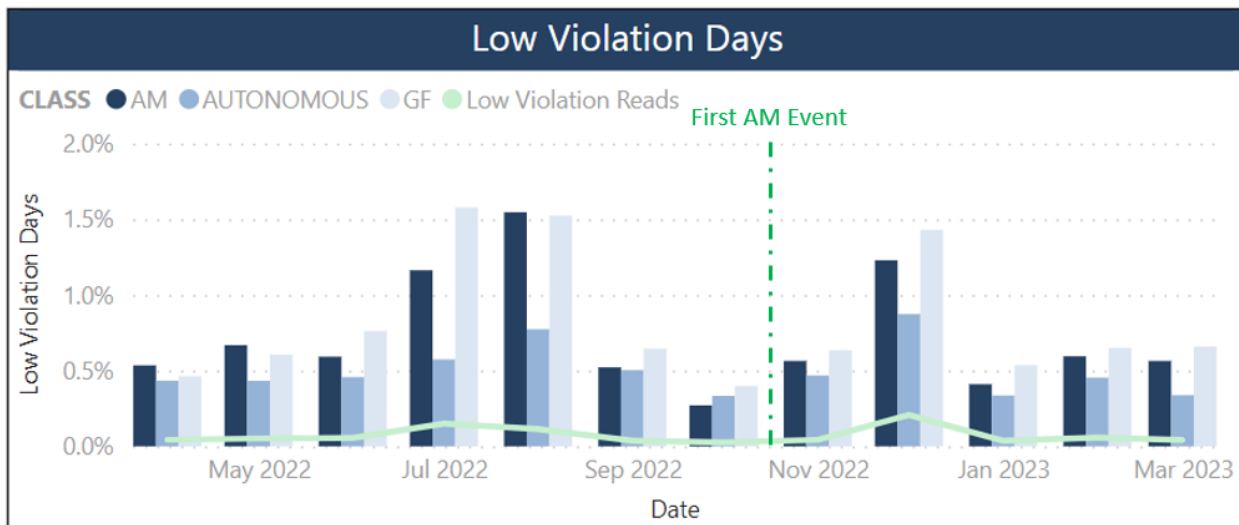 Low Violation Days
CLASS AM AUTONOMOUS GF Low Violation Reads
First AM Event
2.0%
1.5%
1.0%
0.5%
0.0%
Low Violation Days
May 2022 Jul 2022 Sep 2022 Nov 2022 Jan 2023 Mar 2023
Date